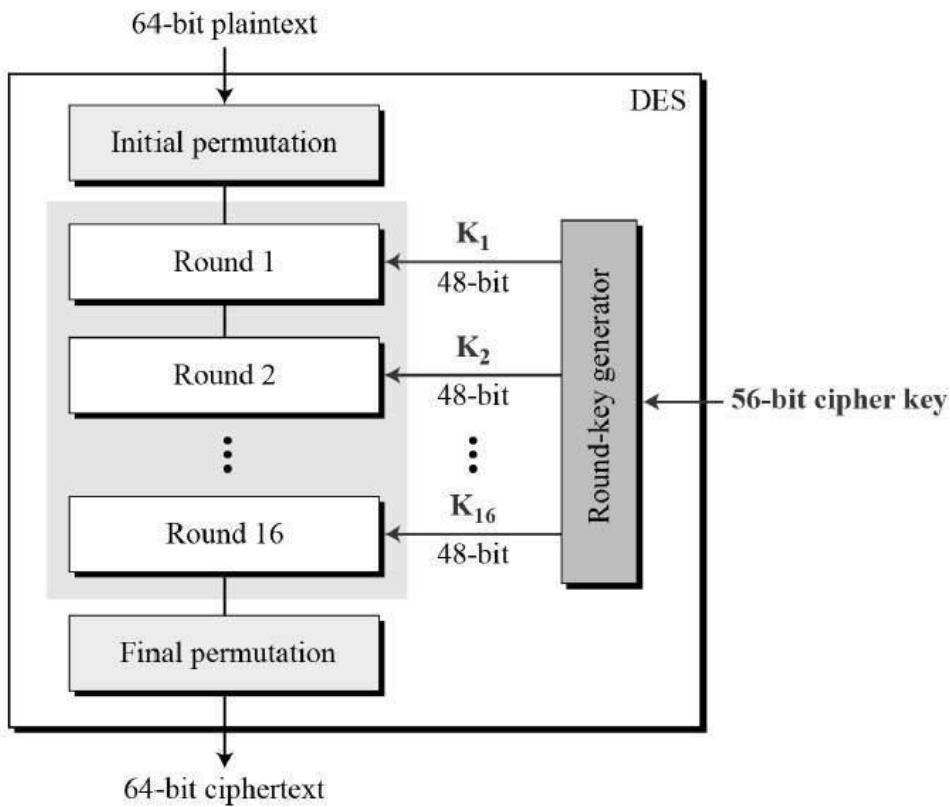 64-bit plaintext
DES
Initial permutation
Round 1
K₁
48-bit
Round 2
K₂
48-bit
Round-key generator
56-bit cipher key
Round 16
K₁₆
48-bit
Final permutation
64-bit ciphertext